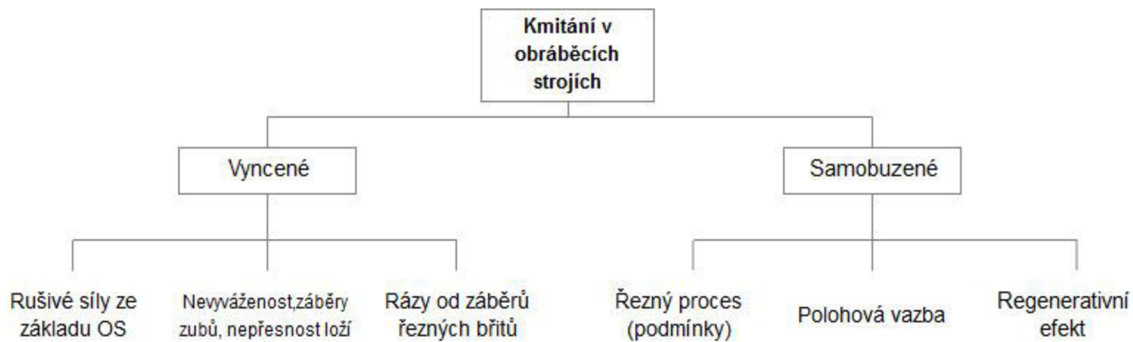 Kmitání v
obráběcích
strojích
Vyncené
Samobuzené
Rušivé síly ze
základu OS
Nevyváženost,záběry
zubů, nepřesnost loží
Rázy od záběrů
řezných břitů
Řezný proces
(podmínky)
Polohová vazba
Regenerativní
efekt